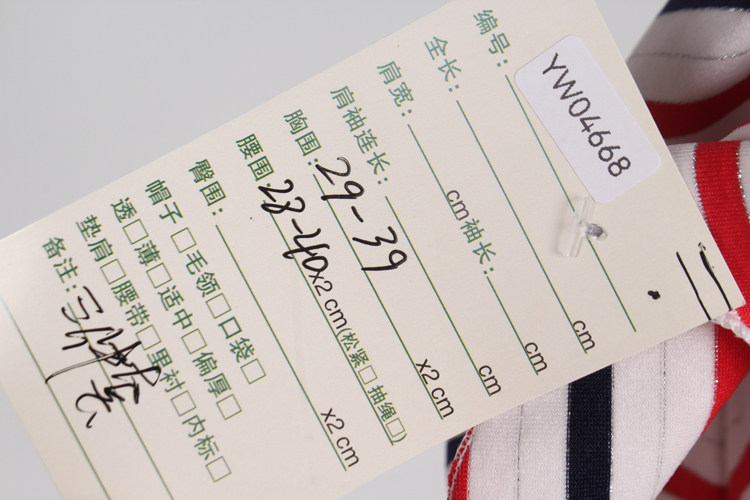 编号: YW04668
全长: cm
肩宽: cm 袖长: cm
肩袖连长: cm
胸围: 29-39 x2 cm
腰围: 23-40 x2 cm(松紧□ 抽绳□)
臀围: x2 cm
帽子□毛领□口袋□
透□薄□适中□偏厚□
垫肩□腰带□里衬□内标□
备注: